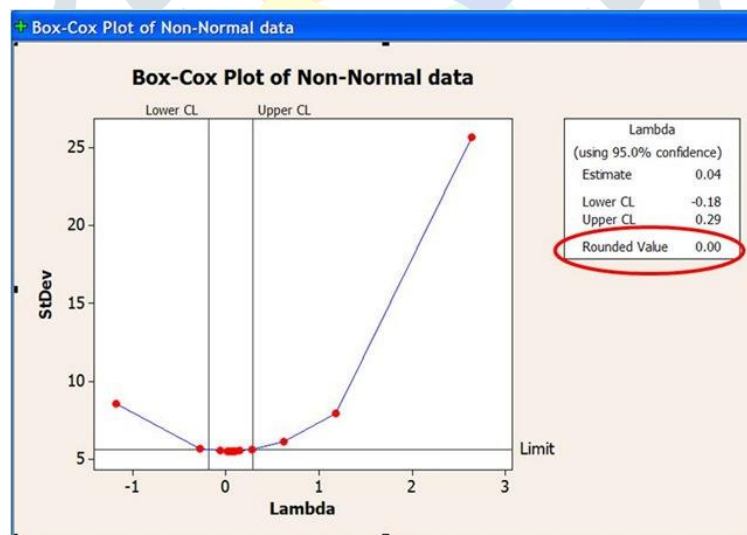 Box-Cox Plot of Non-Normal data
Box-Cox Plot of Non-Normal data
Lower CL Upper CL
25
20
15
10
5
StDev
Limit
-1 0 1 2 3
Lambda
Lambda
(using 95.0% confidence)
Estimate 0.04
Lower CL -0.18
Upper CL 0.29
Rounded Value 0.00